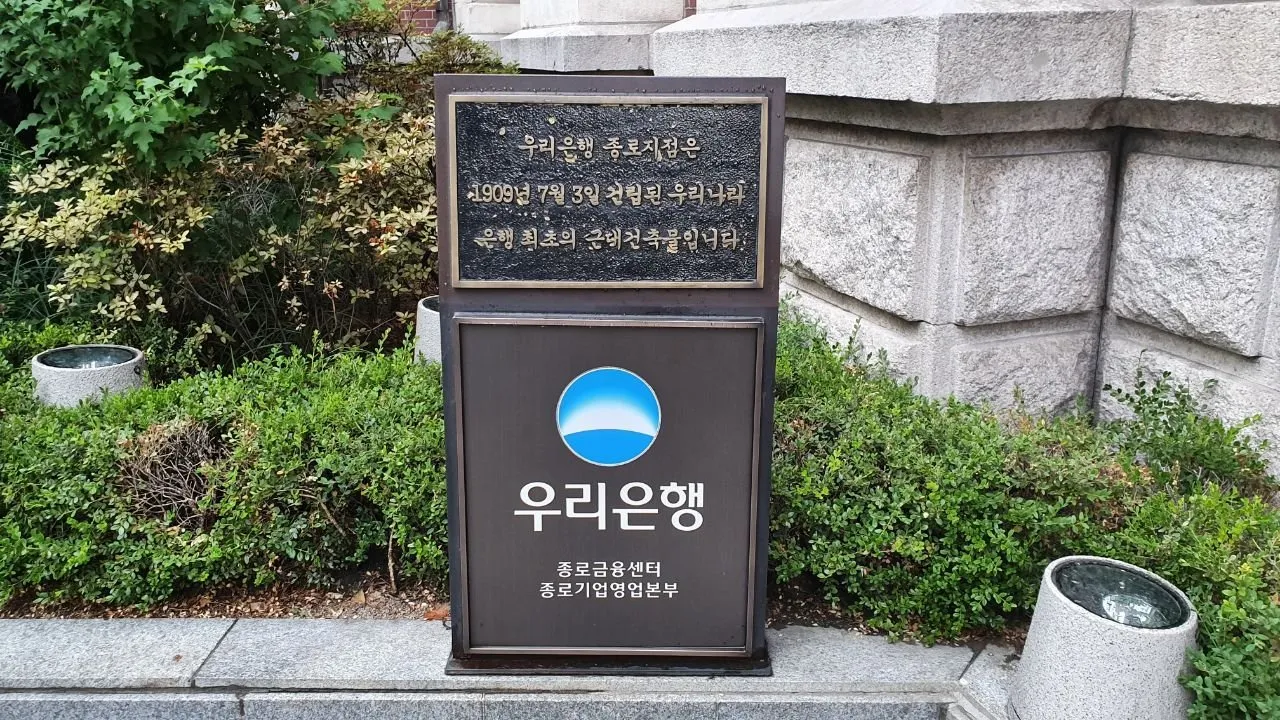 우리은행 종로지점은
1909년 7월 3일 건립된 우리나라
은행 최초의 근대건축물입니다.
우리은행
종로금융센터
종로기업영업본부